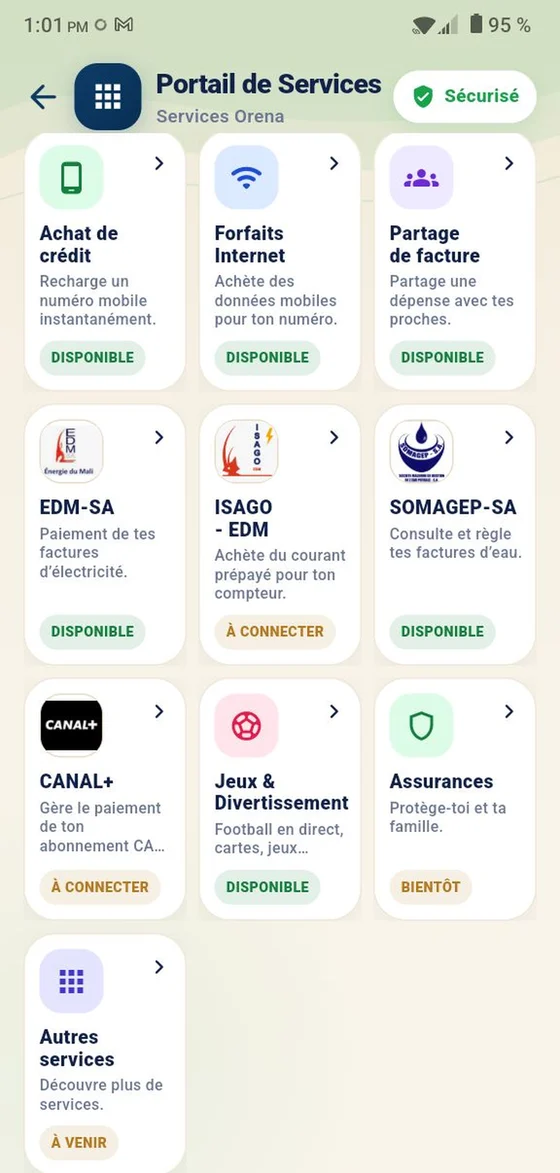 1:01 PM
95 %
Portail de Services
Services Orena
Sécurisé
Achat de
crédit
Recharge un
numéro mobile
instantanément.
DISPONIBLE
Forfaits
Internet
Achète des
données mobiles
pour ton numéro.
DISPONIBLE
Partage
de facture
Partage une
dépense avec tes
proches.
DISPONIBLE
EDM
Énergie du Mali
EDM-SA
Paiement de tes
factures
d'électricité.
DISPONIBLE
ISAGO
ISAGO
- EDM
Achète du courant
prépayé pour ton
compteur.
À CONNECTER
SOMAGEP - SA
SOMAGEP-SA
Consulte et règle
tes factures d'eau.
DISPONIBLE
CANAL+
CANAL+
Gère le paiement
de ton
abonnement CA...
À CONNECTER
Jeux &
Divertissement
Football en direct,
cartes, jeux...
DISPONIBLE
Assurances
Protège-toi et ta
famille.
BIENTÔT
Autres
services
Découvre plus de
services.
À VENIR